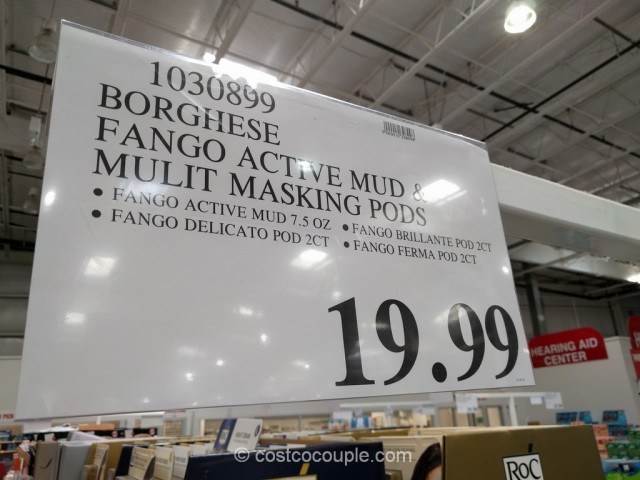 1030899
BORGHESE
FANGO ACTIVE MUD &
MULIT MASKING PODS
• FANGO ACTIVE MUD 7.5 OZ • FANGO BRILLANTE POD 2CT
• FANGO DELICATO POD 2CT • FANGO FERMA POD 2CT
19.99
HEARING AID
CENTER
RoC
© costcocouple.com